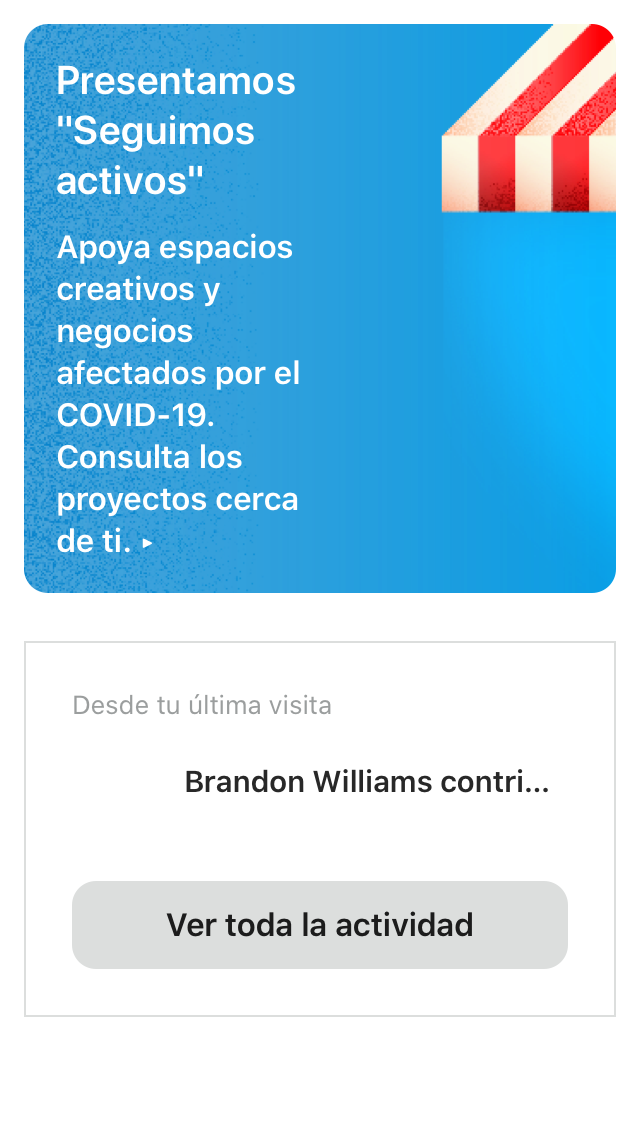 Presentamos
"Seguimos
activos"
Apoya espacios
creativos y
negocios
afectados por el
COVID-19.
Consulta los
proyectos cerca
de ti. ▸
Desde tu última visita
Brandon Williams contri...
Ver toda la actividad